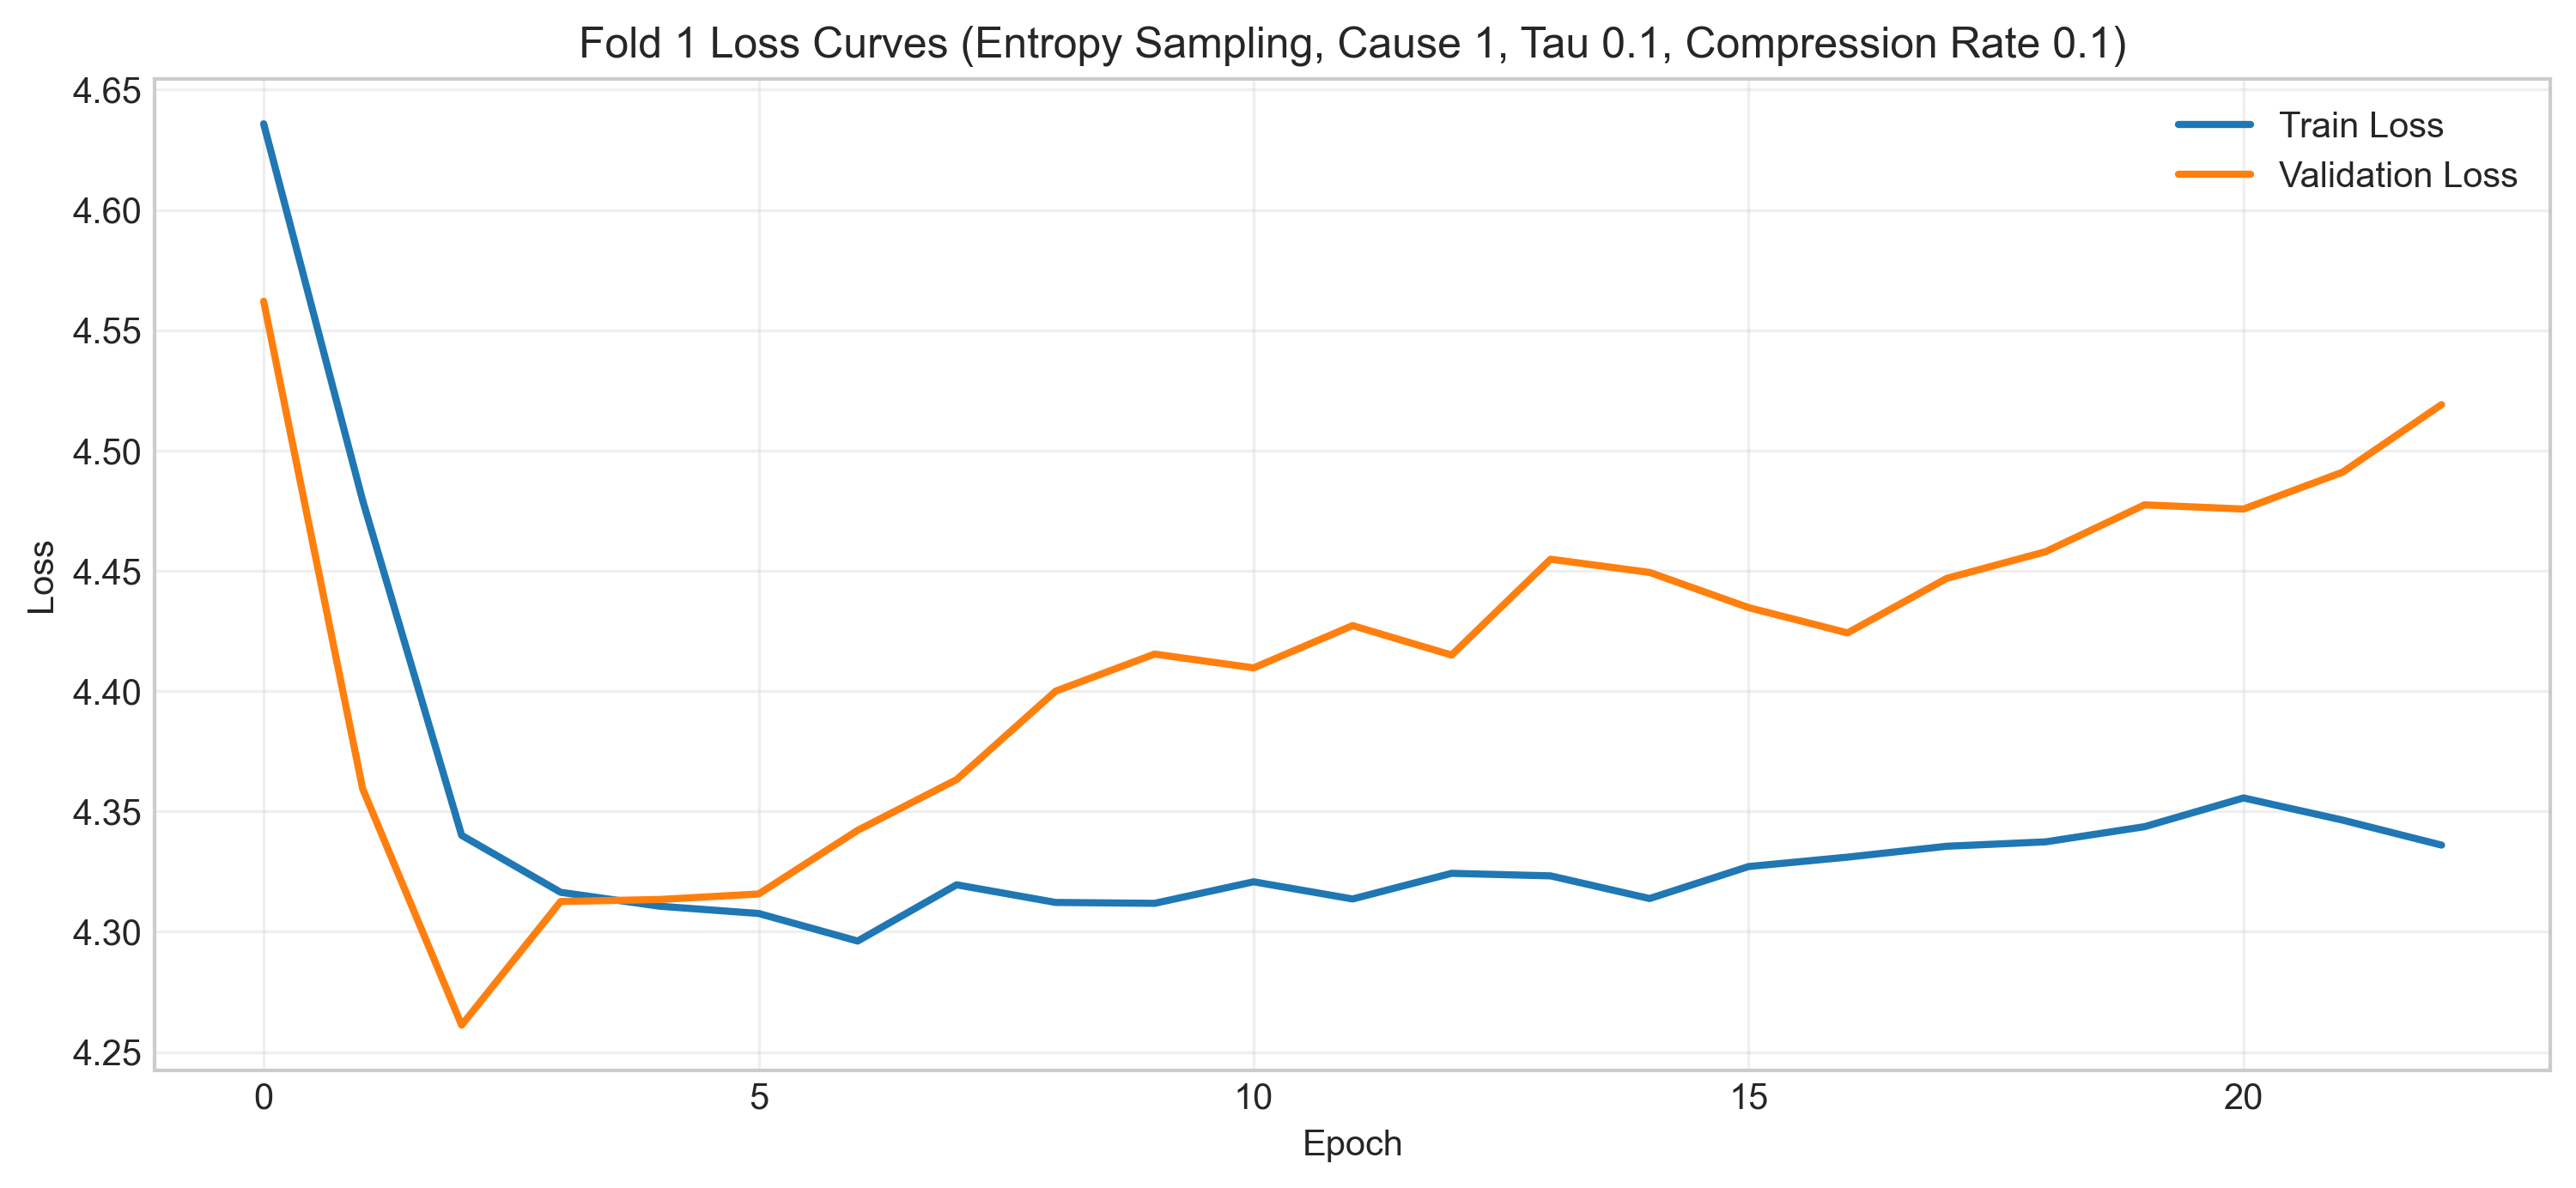 Fold 1 Loss Curves (Entropy Sampling, Cause 1, Tau 0.1, Compression Rate 0.1)
Train Loss
Validation Loss
Loss
4.65
4.60
4.55
4.50
4.45
4.40
4.35
4.30
4.25
0 5 10 15 20
Epoch